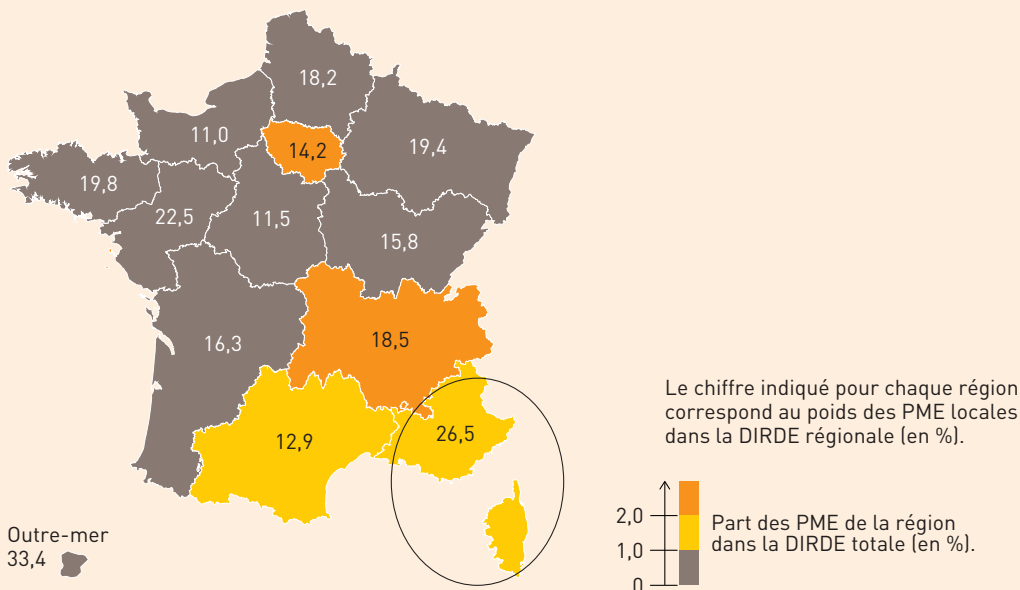 18,2
11,0
14,2
19,4
19,8
22,5
11,5
15,8
16,3
18,5
12,9
26,5
Outre-mer
33,4
Le chiffre indiqué pour chaque région
correspond au poids des PME locales
dans la DIRDE régionale (en %).
2,0
1,0
0
Part des PME de la région
dans la DIRDE totale (en %).